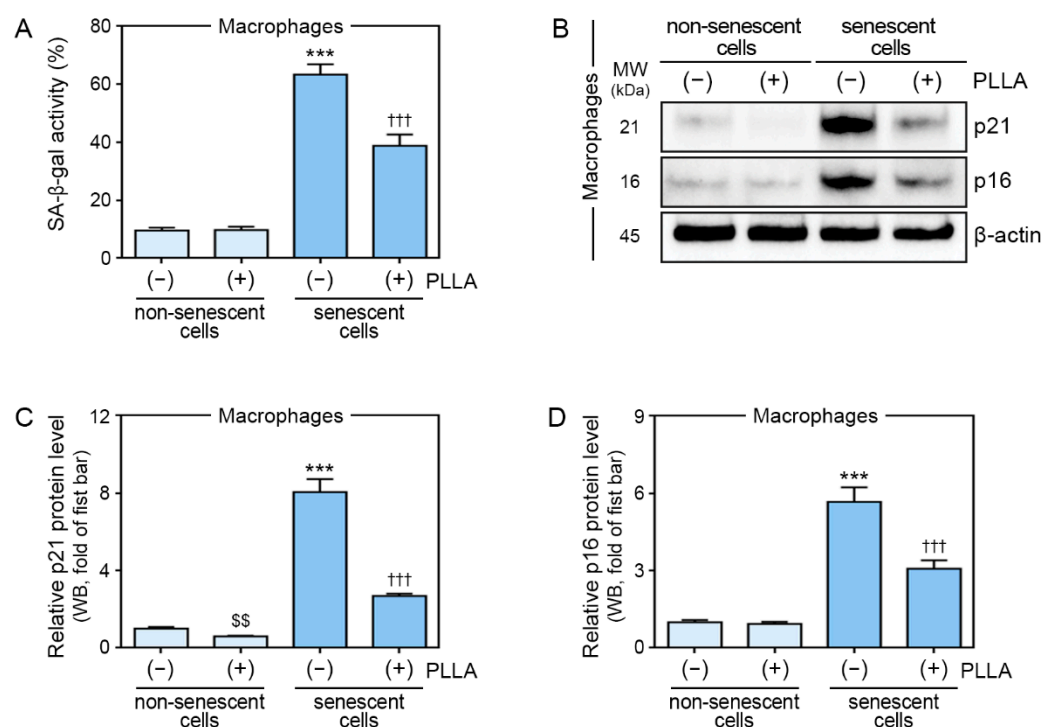 A
Macrophages
SA-β-gal activity (%)
80
60
40
20
0
***
†††
(−) (+) (−) (+) PLLA
non-senescent cells
senescent cells
B
Macrophages
non-senescent cells
senescent cells
MW (kDa)
(−) (+) (−) (+) PLLA
21 p21
16 p16
45 β-actin
C
Macrophages
Relative p21 protein level
(WB, fold of fist bar)
12
8
4
0
$$
***
†††
(−) (+) (−) (+) PLLA
non-senescent cells
senescent cells
D
Macrophages
Relative p16 protein level
(WB, fold of fist bar)
9
6
3
0
***
†††
(−) (+) (−) (+) PLLA
non-senescent cells
senescent cells